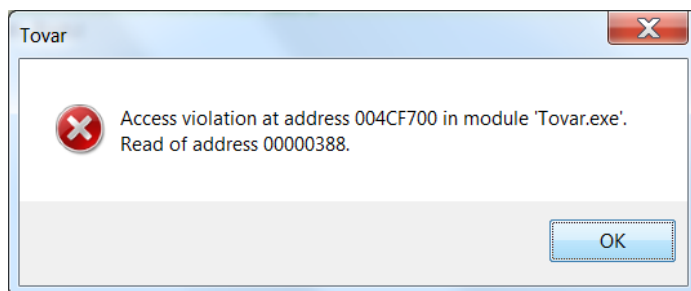 Tovar
Access violation at address 004CF700 in module 'Tovar.exe'.
Read of address 00000388.
OK